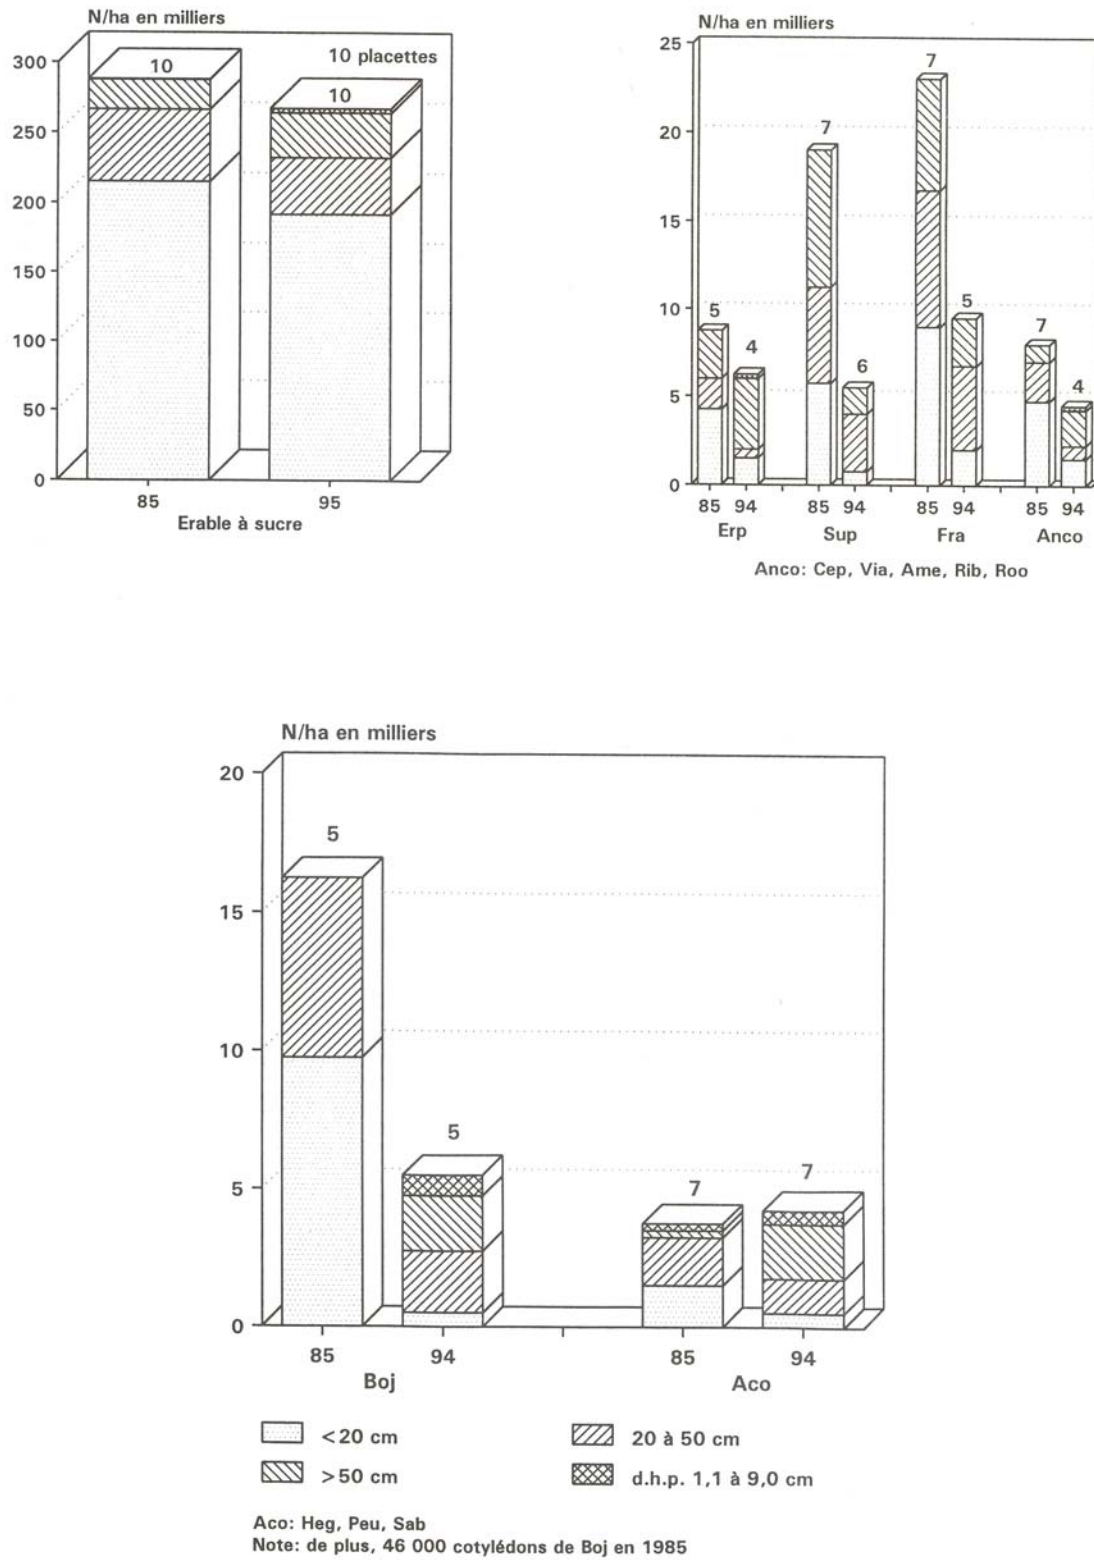 N/ha en milliers
300
250
200
150
100
50
0
10
10 placettes
10
85
95
Erable à sucre
N/ha en milliers
25
20
15
10
5
0
5
4
7
6
7
5
7
4
85 94 85 94 85 94 85 94
Erp Sup Fra Anco
Anco: Cep, Via, Ame, Rib, Roo
N/ha en milliers
20
15
10
5
0
5
5
7
7
85 94 85 94
Boj Aco
<20 cm 20 à 50 cm
>50 cm d.h.p. 1,1 à 9,0 cm
Aco: Heg, Peu, Sab
Note: de plus, 46 000 cotylédons de Boj en 1985